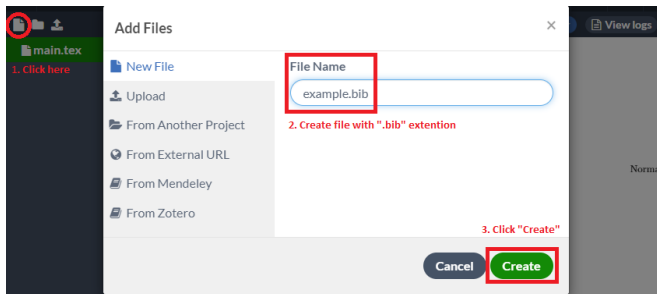 Add Files
×
View logs
main.tex
1. Click here
New File
File Name
example.bib
Upload
2. Create file with ".bib" extention
From Another Project
From External URL
Norma
From Mendeley
From Zotero
3. Click "Create"
Cancel
Create